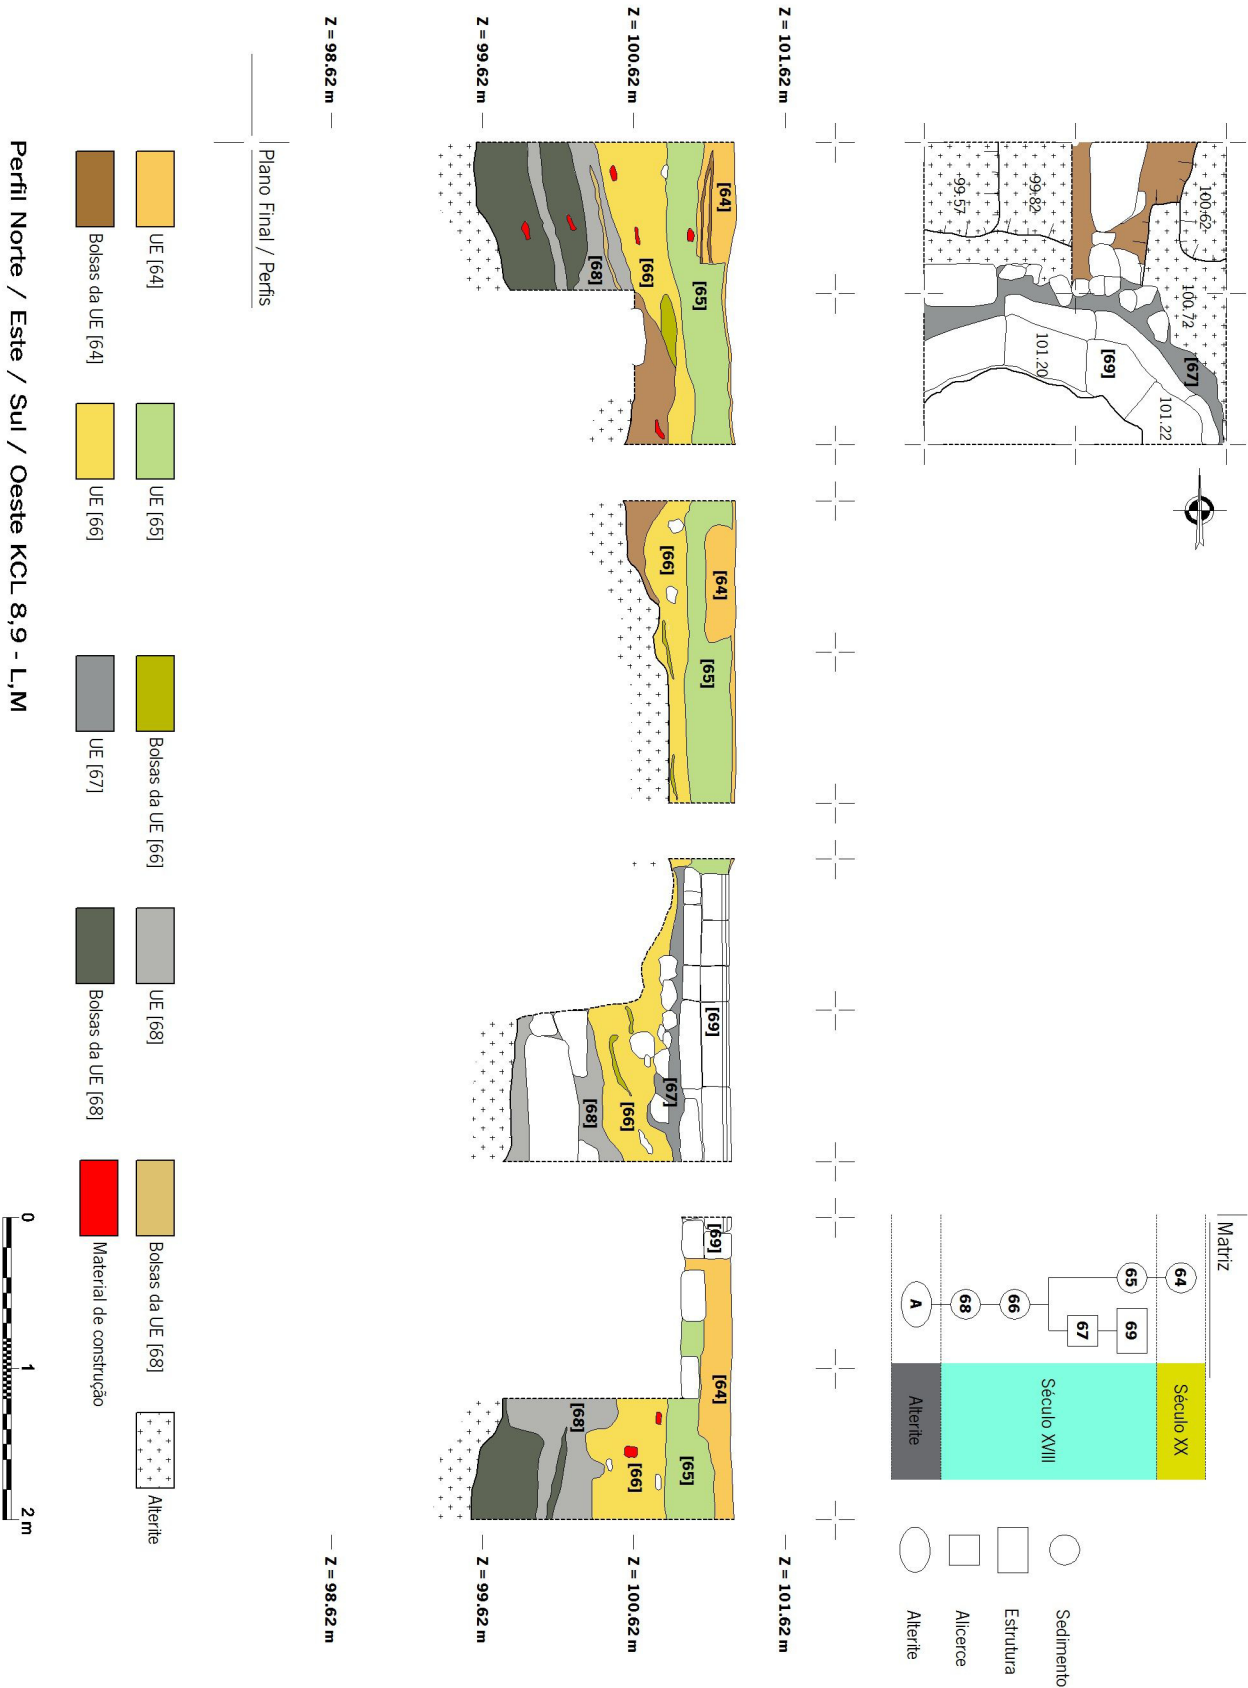 Matriz
64
65
69
67
66
68
A
Século XX
Século XVIII
Alterite
Sedimento
Estrutura
Alicerce
Alterite
100.62
100.72
[67]
101.22
[69]
101.20
99.82
99.57
Z = 101.62 m
Z = 101.62 m
Z = 100.62 m
Z = 100.62 m
Z = 99.62 m
Z = 99.62 m
Z = 98.62 m
Z = 98.62 m
[64]
[65]
[66]
[68]
[64]
[65]
[66]
[69]
[67]
[66]
[68]
[69]
[64]
[65]
[66]
[68]
Plano Final / Perfis
UE [64]
UE [65]
Bolsas da UE [66]
UE [68]
Bolsas da UE [68]
Alterite
Bolsas da UE [64]
UE [66]
UE [67]
Bolsas da UE [68]
Material de construção
Perfil Norte / Este / Sul / Oeste KCL 8,9 - L,M
0
1
2 m